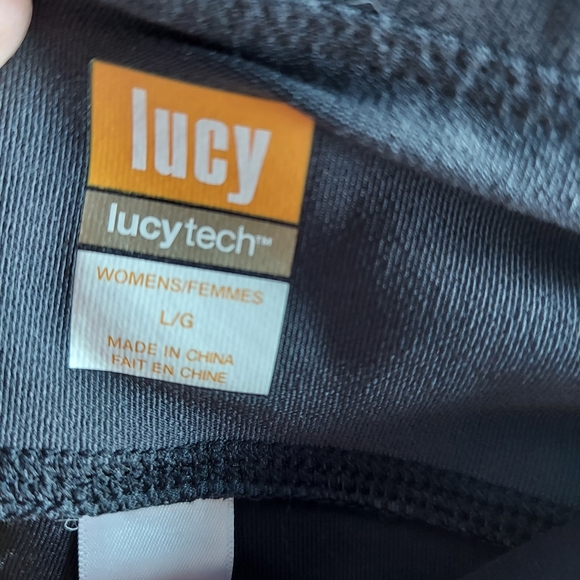 lucy
lucytech™
WOMENS/FEMMES
L/G
MADE IN CHINA
FAIT EN CHINE